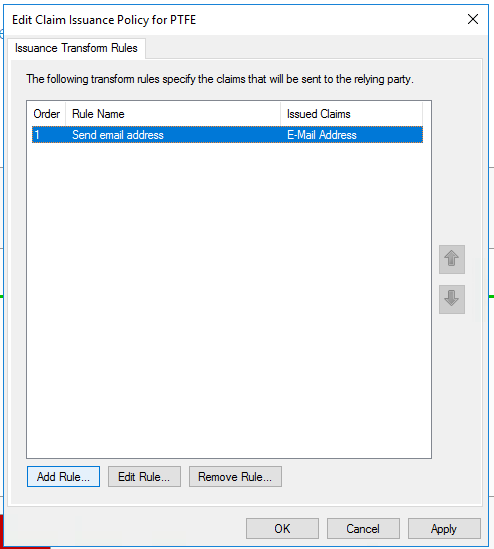 Edit Claim Issuance Policy for PTFE
Issuance Transform Rules
The following transform rules specify the claims that will be sent to the relying party.
Order Rule Name Issued Claims
1 Send email address E-Mail Address
Add Rule... Edit Rule... Remove Rule...
OK Cancel Apply